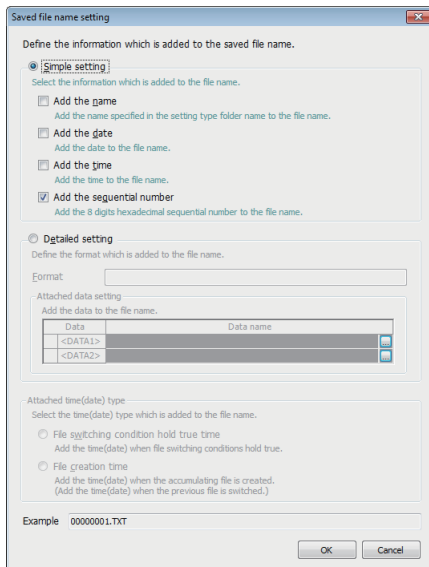 Saved file name setting
Define the information which is added to the saved file name.
Simple setting
Select the information which is added to the file name.
Add the name
Add the name specified in the setting type folder name to the file name.
Add the date
Add the date to the file name.
Add the time
Add the time to the file name.
Add the sequential number
Add the 8 digits hexadecimal sequential number to the file name.
Detailed setting
Define the format which is added to the file name.
Format
Attached data setting
Add the data to the file name.
Data Data name
<DATA1> ...
<DATA2> ...
Attached time(date) type
Select the time(date) type which is added to the file name.
File switching condition hold true time
Add the time(date) when file switching conditions hold true.
File creation time
Add the time(date) when the accumulating file is created.
(Add the time(date) when the previous file is switched.)
Example 00000001.TXT
OK Cancel